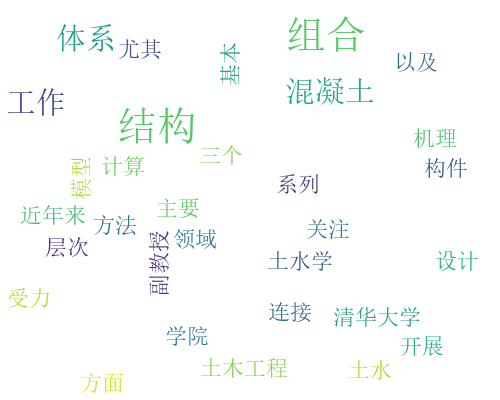 组合
体系
尤其
基本
以及
混凝土
工作
结构
机理
三个
计算
构件
模型
系列
主要
近年来
方法
关注
领域
层次
副教授
土水学
设计
受力
连接
清华大学
学院
开展
土木工程
土水
方面